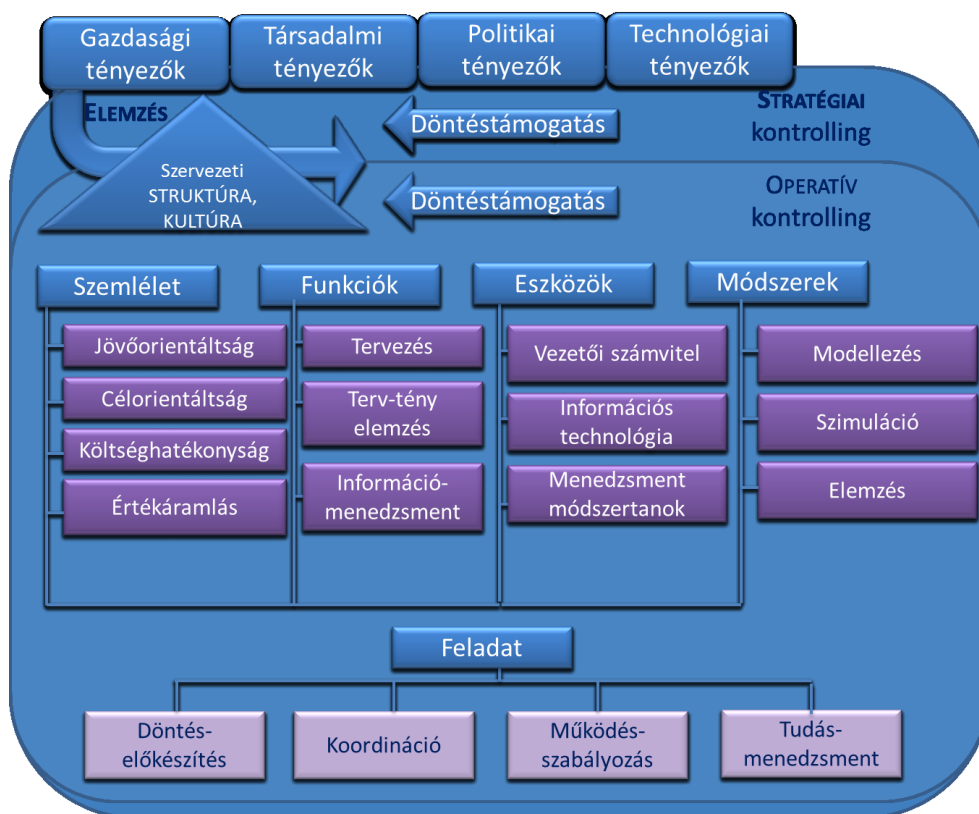 Gazdasági
tényezők
Társadalmi
tényezők
Politikai
tényezők
Technológiai
tényezők
ELEMZÉS
Döntéstámogatás
STRATÉGIAI
kontrolling
Szervezeti
STRUKTÚRA,
KULTÚRA
Döntéstámogatás
OPERATÍV
kontrolling
Szemlélet
Jövőorientáltság
Célorientáltság
Költséghatékonyság
Értékáramlás
Funkciók
Tervezés
Terv-tény
elemzés
Információ-
menedzsment
Eszközök
Vezetői számvitel
Információs
technológia
Menedzsment
módszertanok
Módszerek
Modellezés
Szimuláció
Elemzés
Feladat
Döntés-
előkészítés
Koordináció
Működés-
szabályozás
Tudás-
menedzsment